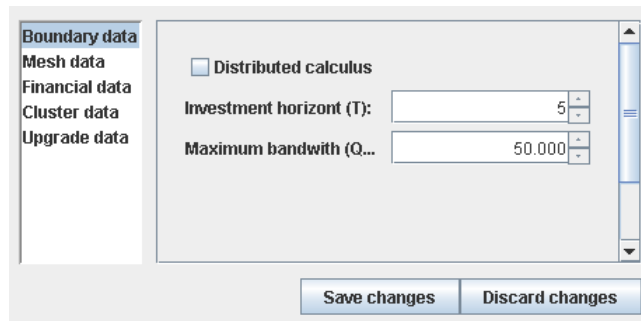 Boundary data
Mesh data
Financial data
Cluster data
Upgrade data
Distributed calculus
Investment horizont (T): 5
Maximum bandwith (Q... 50.000
Save changes Discard changes